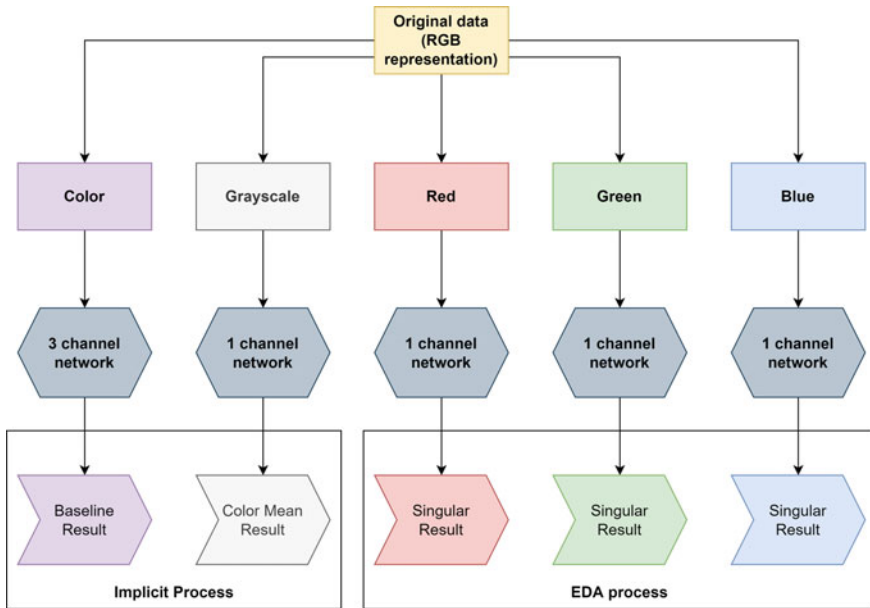 Original data
(RGB
representation)
Color
Grayscale
Red
Green
Blue
3 channel
network
1 channel
network
1 channel
network
1 channel
network
1 channel
network
Baseline
Result
Color Mean
Result
Singular
Result
Singular
Result
Singular
Result
Implicit Process
EDA process